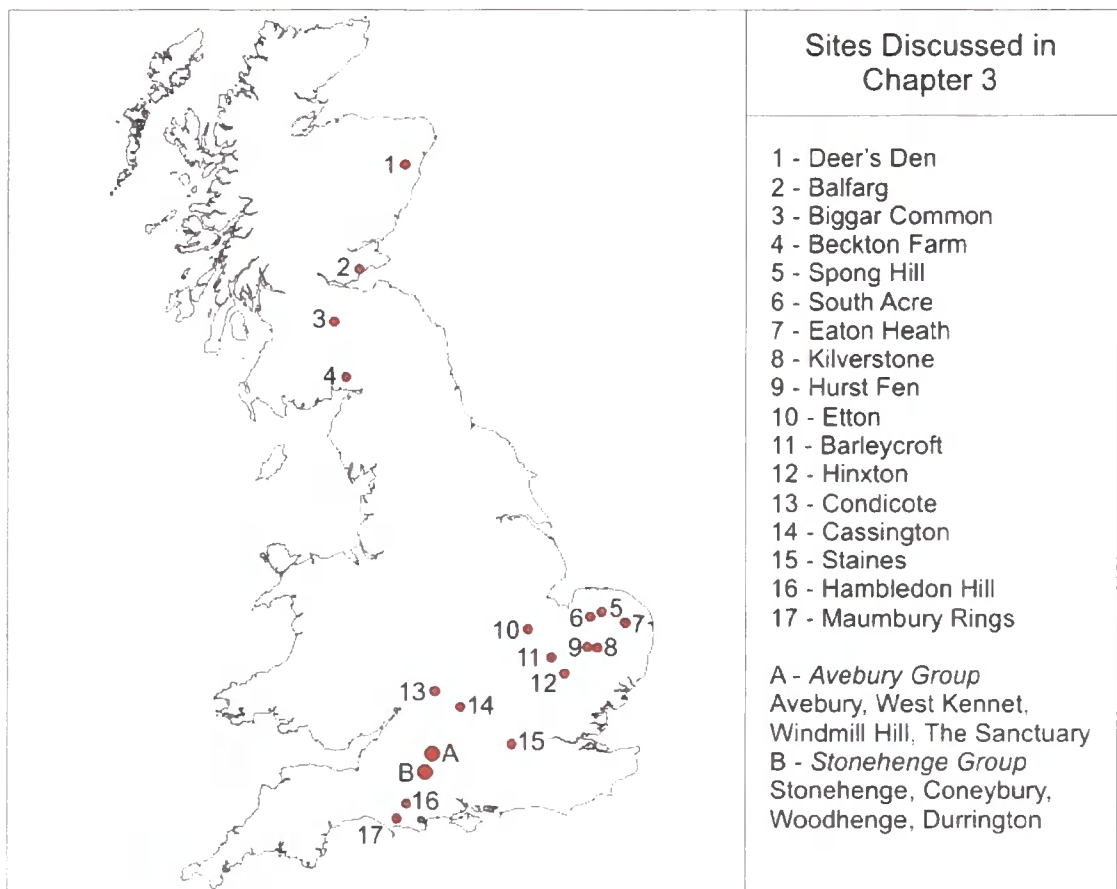 Sites Discussed in
Chapter 3
1 - Deer's Den
2 - Balfarg
3 - Biggar Common
4 - Beckton Farm
5 - Spong Hill
6 - South Acre
7 - Eaton Heath
8 - Kilverstone
9 - Hurst Fen
10 - Etton
11 - Barleycroft
12 - Hinxton
13 - Condicote
14 - Cassington
15 - Staines
16 - Hambledon Hill
17 - Maumbury Rings
A - Avebury Group
Avebury, West Kennet,
Windmill Hill, The Sanctuary
B - Stonehenge Group
Stonehenge, Coneybury,
Woodhenge, Durrington
1
2
3
4
5
6
7
10
9
8
11
12
13
14
15
A
B
16
17